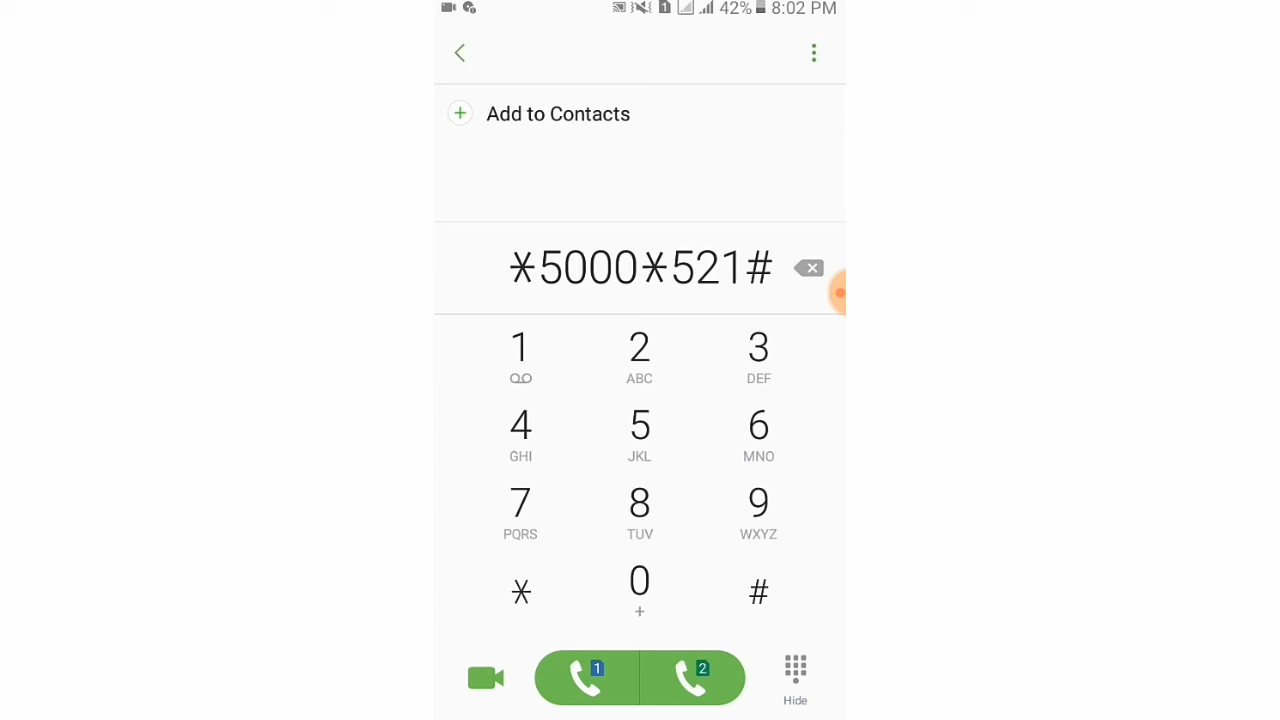 42% 8:02 PM
Add to Contacts
*5000*521#
1 2 3
ABC DEF
4 5 6
GHI JKL MNO
7 8 9
PQRS TUV WXYZ
* 0 #
+
1 2
Hide